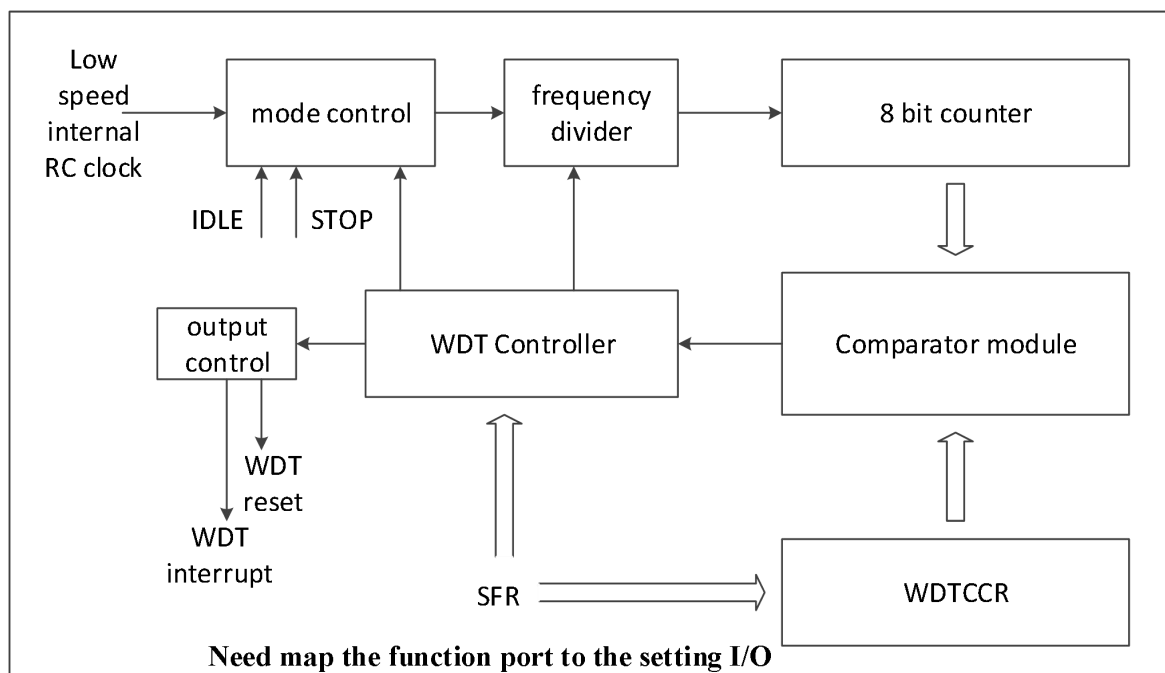 Low
speed
internal
RC clock
mode control
frequency
divider
8 bit counter
IDLE
STOP
output
control
WDT Controller
Comparator module
WDT
reset
WDT
interrupt
SFR
WDTCCR
Need map the function port to the setting I/O